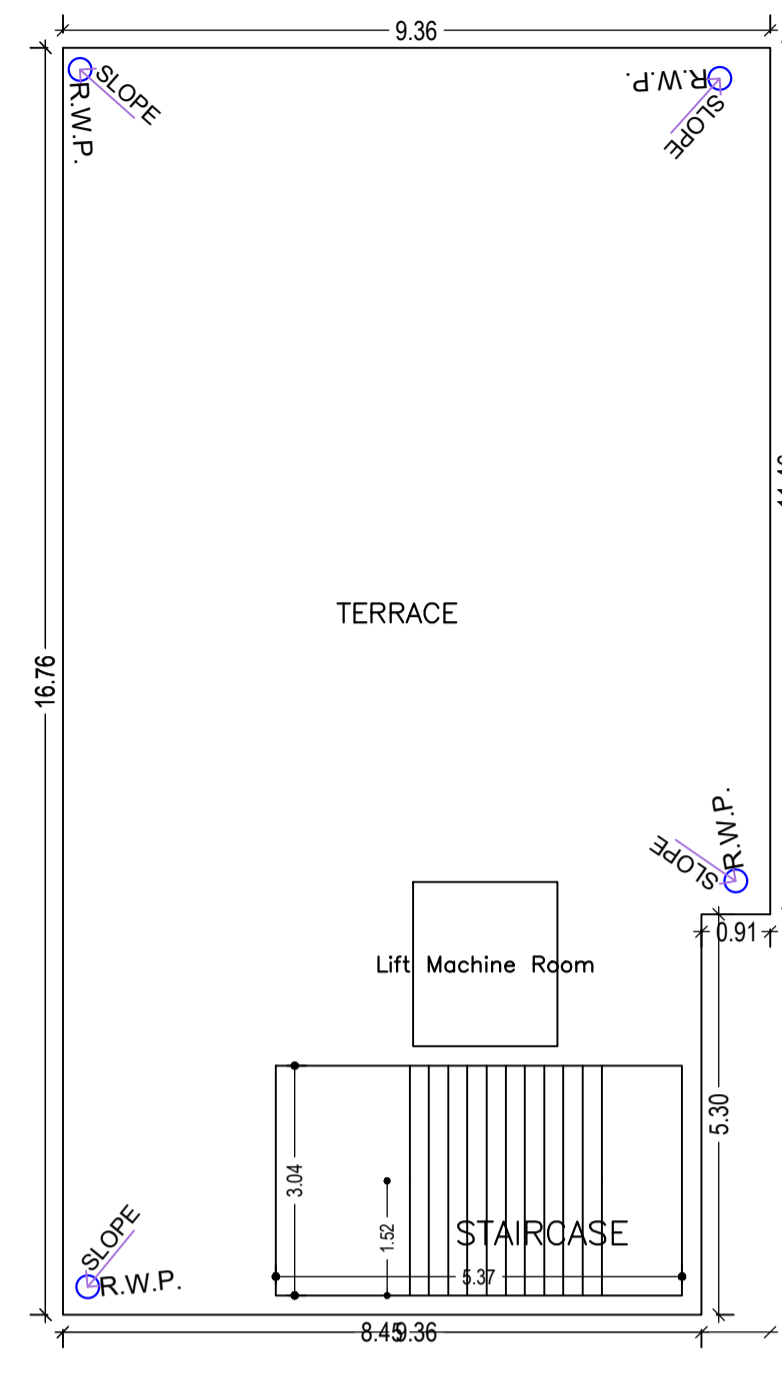 9.36
SLOPE
R.W.P.
R.W.P.
SLOPE
TERRACE
16.76
R.W.P.
SLOPE
0.91
Lift Machine Room
5.30
3.04
1.52
STAIRCASE
5.37
SLOPE
R.W.P.
8.45
9.36